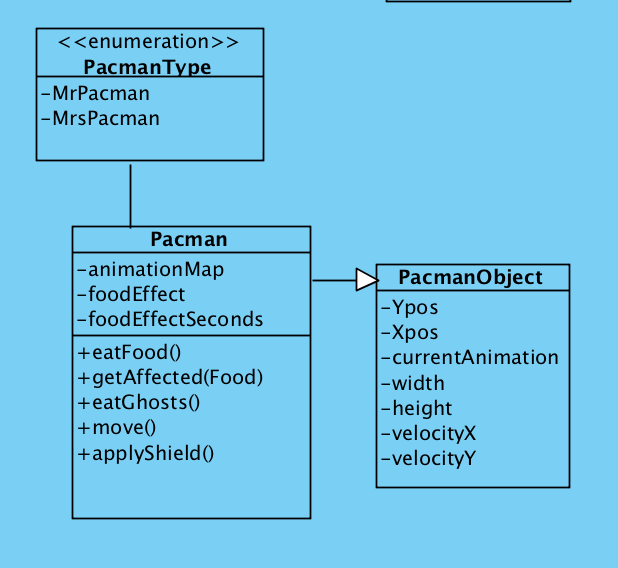 <<enumeration>>
PacmanType
-MrPacman
-MrsPacman
Pacman
-animationMap
-foodEffect
-foodEffectSeconds
+eatFood()
+getAffected(Food)
+eatGhosts()
+move()
+applyShield()
PacmanObject
-Ypos
-Xpos
-currentAnimation
-width
-height
-velocityX
-velocityY